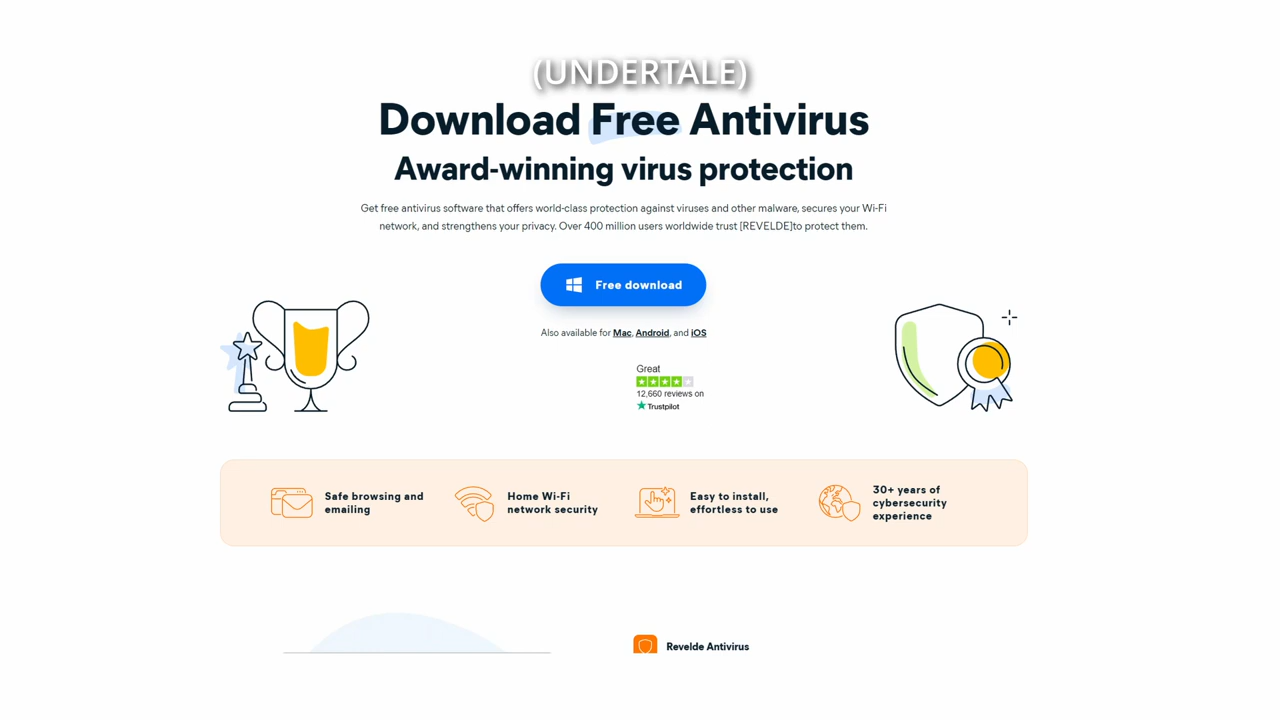 (UNDERTALE)
Download Free Antivirus
Award-winning virus protection
Get free antivirus software that offers world-class protection against viruses and other malware, secures your Wi-Fi
network, and strengthens your privacy. Over 400 million users worldwide trust [REVELDE]to protect them.
Free download
Also available for Mac, Android, and iOS
Great
12,660 reviews on
Trustpilot
Safe browsing and
emailing
Home Wi-Fi
network security
Easy to install,
effortless to use
30+ years of
cybersecurity
experience
Revelde Antivirus